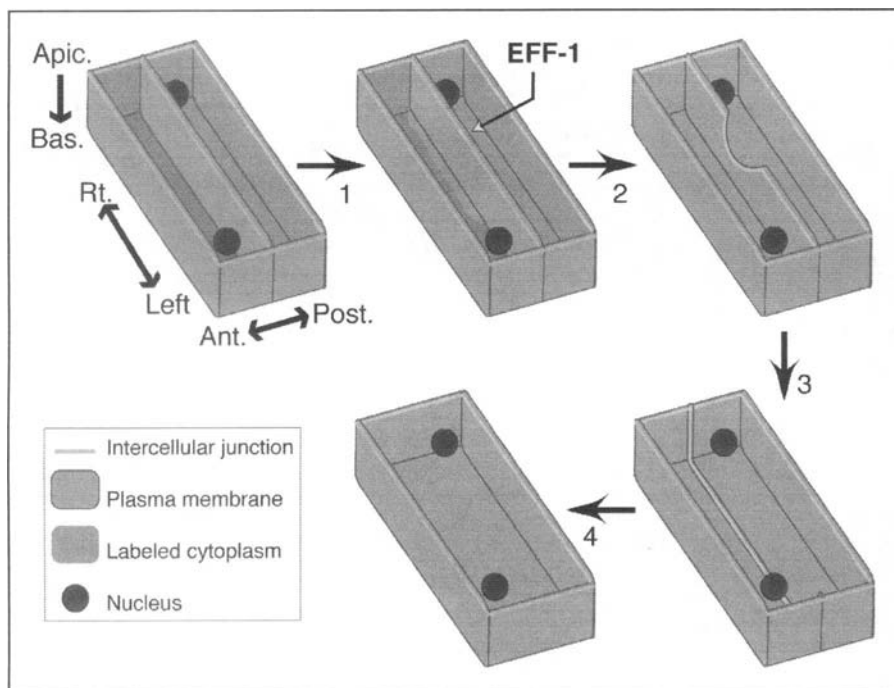 Apic.
Bas.
Rt.
Left
Ant.
Post.
1
EFF-1
2
3
4
Intercellular junction
Plasma membrane
Labeled cytoplasm
Nucleus